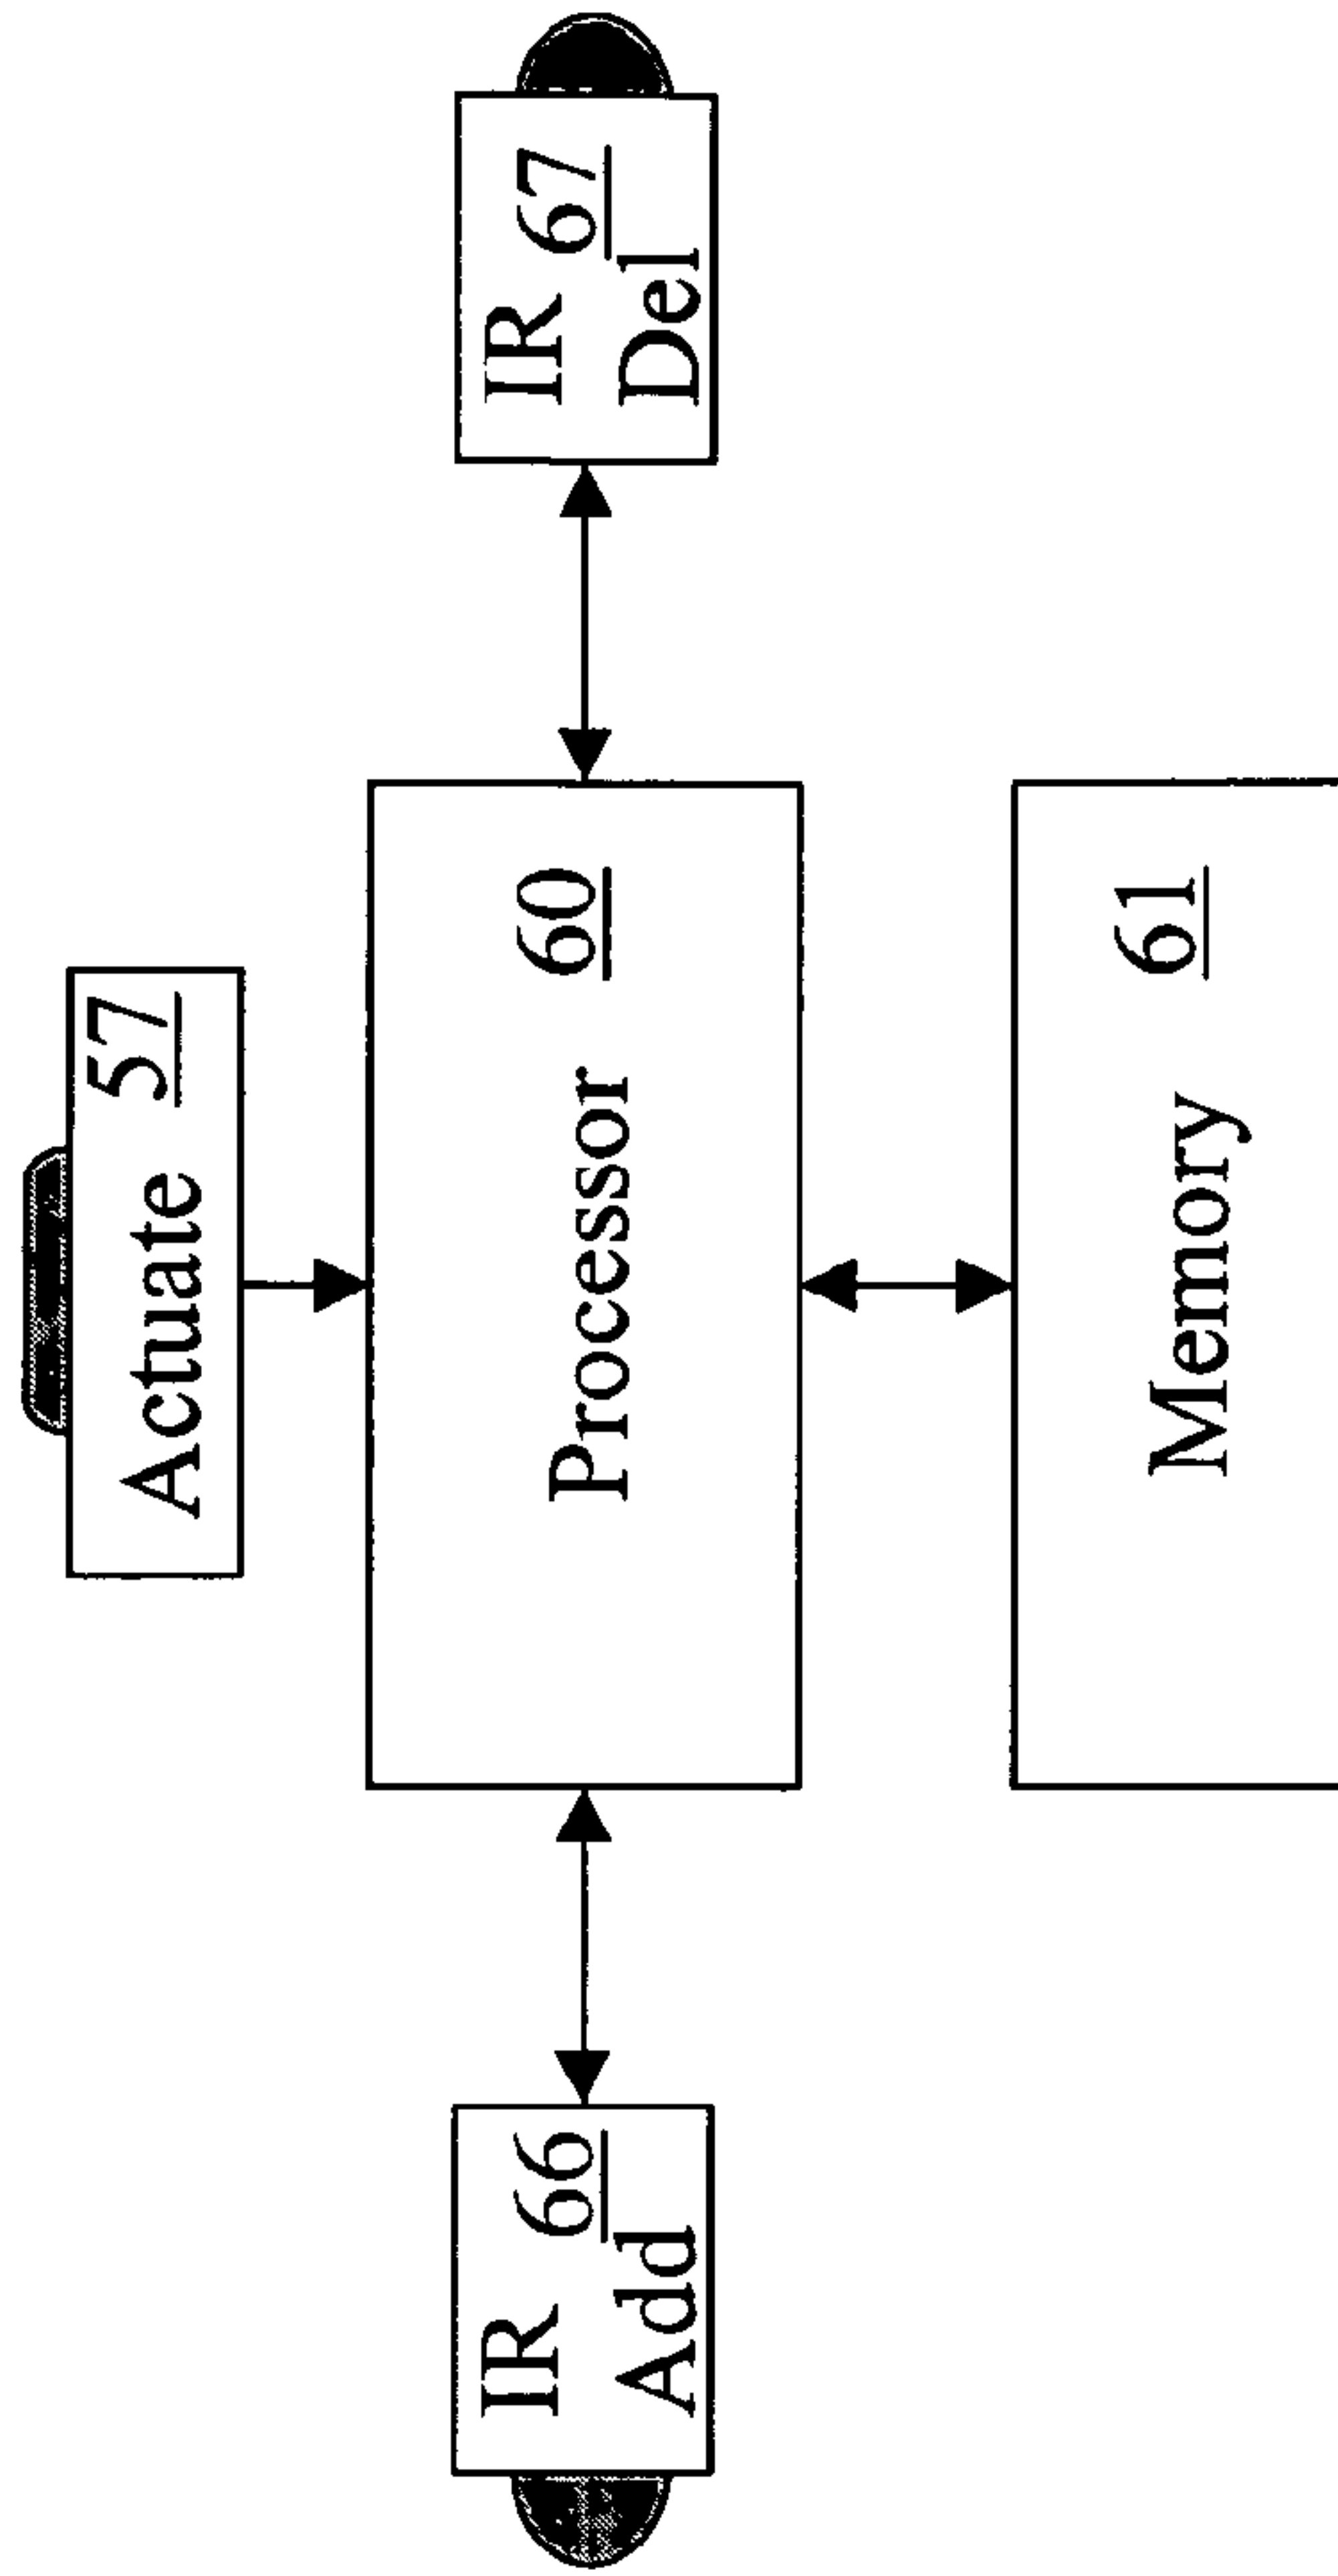 Actuate 57
IR 66
Add
Processor 60
IR 67
Del
Memory 61